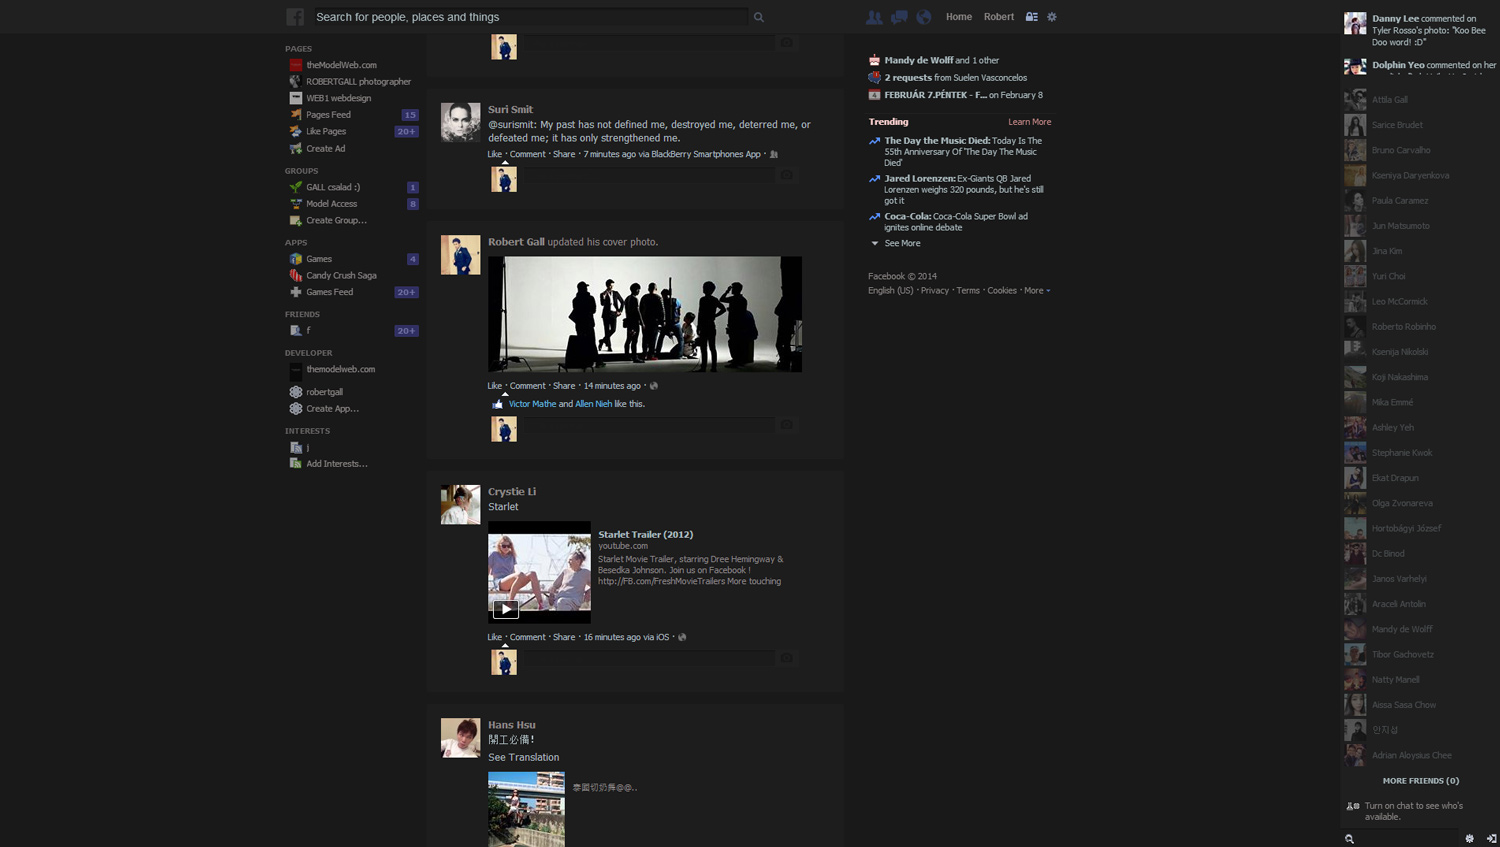 Search for people, places and things
Home
Robert
PAGES
theModelWeb.com
ROBERTGALL photographer
WEB1 webdesign
Pages Feed
15
Like Pages
20+
Create Ad
GROUPS
GALL csalad :)
1
Model Access
8
Create Group...
APPS
Games
4
Candy Crush Saga
Games Feed
20+
FRIENDS
f
20+
DEVELOPER
themodelweb.com
robertgall
Create App...
INTERESTS
j
Add Interests...
Suri Smit
@surismit: My past has not defined me, destroyed me, deterred me, or
defeated me; it has only strengthened me.
Like · Comment · Share · 7 minutes ago via BlackBerry Smartphones App ·
Robert Gall updated his cover photo.
Like · Comment · Share · 14 minutes ago ·
Victor Mathe and Allen Nieh like this.
Crystie Li
Starlet
Starlet Trailer (2012)
youtube.com
Starlet Movie Trailer, starring Dree Hemingway &
Besedka Johnson. Join us on Facebook !
http://FB.com/FreshMovieTrailers More touching
Like · Comment · Share · 16 minutes ago via iOS ·
Hans Hsu
開工必備!
See Translation
泰國切奶舞@@..
Mandy de Wolff and 1 other
2 requests from Suelen Vasconcelos
FEBRUÁR 7.PÉNTEK - F... on February 8
Trending
Learn More
The Day the Music Died: Today Is The
55th Anniversary Of 'The Day The Music
Died'
Jared Lorenzen: Ex-Giants QB Jared
Lorenzen weighs 320 pounds, but he's still
got it
Coca-Cola: Coca-Cola Super Bowl ad
ignites online debate
See More
Facebook © 2014
English (US) · Privacy · Terms · Cookies · More
Danny Lee commented on
Tyler Rosso's photo: "Koo Bee
Doo word! :D"
Dolphin Yeo commented on her
Attila Gall
Sarice Brudet
Bruno Carvalho
Kseniya Daryenkova
Paula Caramez
Jun Matsumoto
Jina Kim
Yuri Choi
Leo McCormick
Roberto Robinho
Ksenija Nikolski
Koji Nakashima
Mika Emmé
Ashley Yeh
Stephanie Kwok
Ekat Drapun
Olga Zvonareva
Hortobágyi József
Dc Binod
Janos Varhelyi
Araceli Antolin
Mandy de Wolff
Tibor Gachovetz
Natty Manell
Aissa Sasa Chow
안지섭
Adrian Aloysius Chee
MORE FRIENDS (0)
Turn on chat to see who's
available.